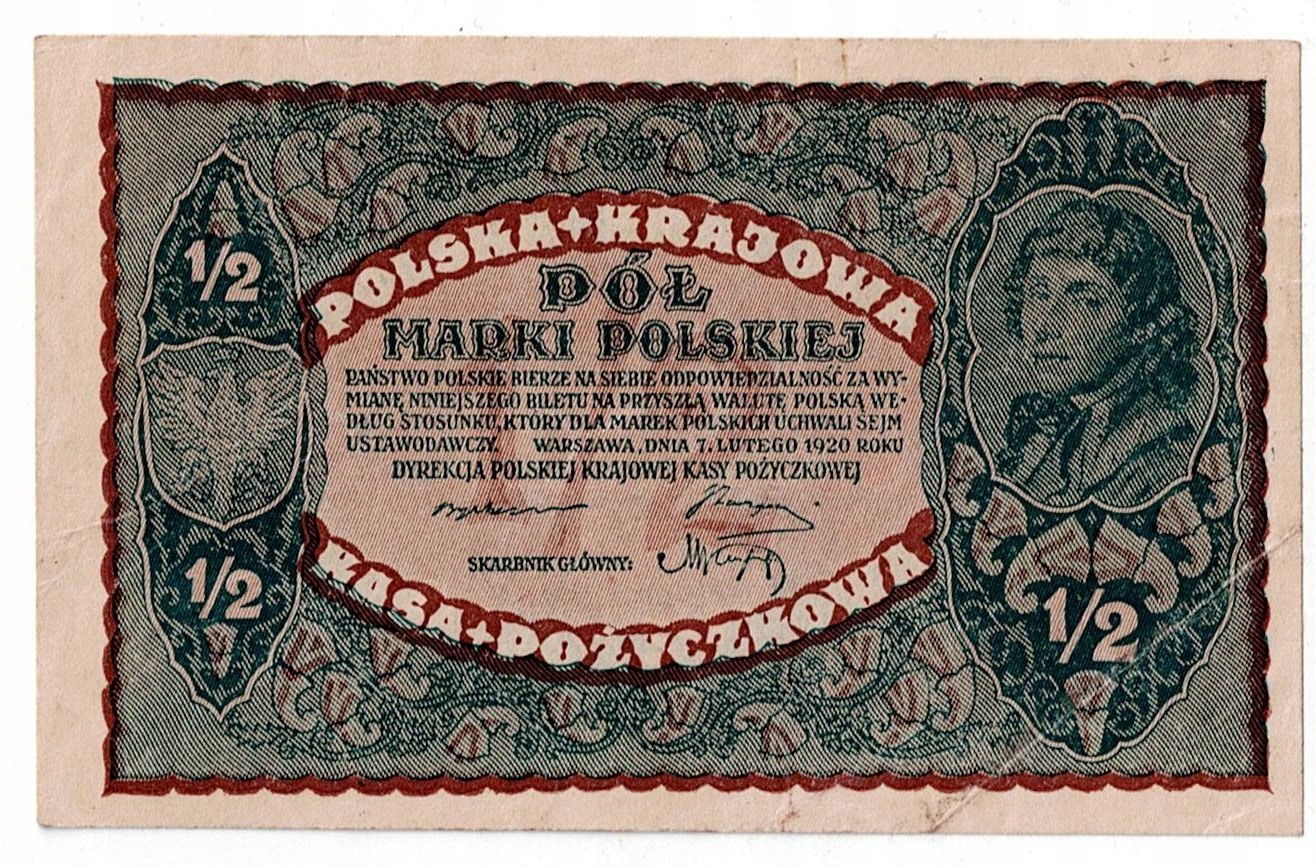 POLSKA + KRAJOWA
1/2
PÓŁ
MARKI POLSKIEJ
PAŃSTWO POLSKIE BIERZE NA SIEBIE ODPOWIEDZIALNOŚĆ ZA WY-
MIANĘ NINIEJSZEGO BILETU NA PRZYSZŁĄ WALUTĘ POLSKĄ WE-
DŁUG STOSUNKU, KTÓRY DLA MAREK POLSKICH UCHWALI SEJM
USTAWODAWCZY. WARSZAWA, DNIA 7. LUTEGO 1920 ROKU
DYREKCJA POLSKIEJ KRAJOWEJ KASY POŻYCZKOWEJ
SKARBNIK GŁÓWNY:
1/2
1/2
KASA + POŻYCZKOWA